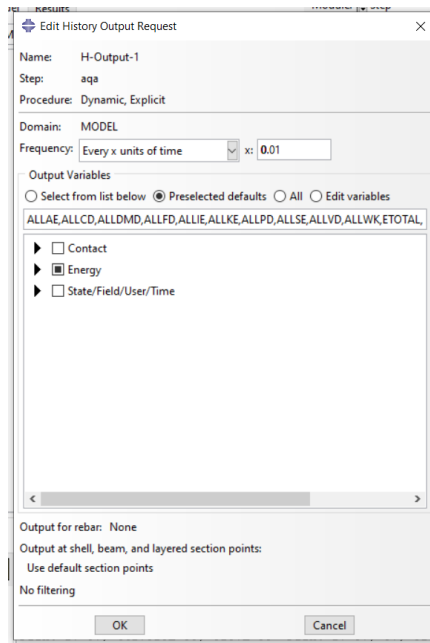 Results
Step
Edit History Output Request
Name: H-Output-1
Step: aqa
Procedure: Dynamic, Explicit
Domain: MODEL
Frequency: Every x units of time x: 0.01
Output Variables
Select from list below Preselected defaults All Edit variables
ALLAE,ALLCD,ALLDMD,ALLFD,ALLIE,ALLKE,ALLPD,ALLSE,ALLVD,ALLWK,ETOTAL,
Contact
Energy
State/Field/User/Time
Output for rebar: None
Output at shell, beam, and layered section points:
Use default section points
No filtering
OK Cancel